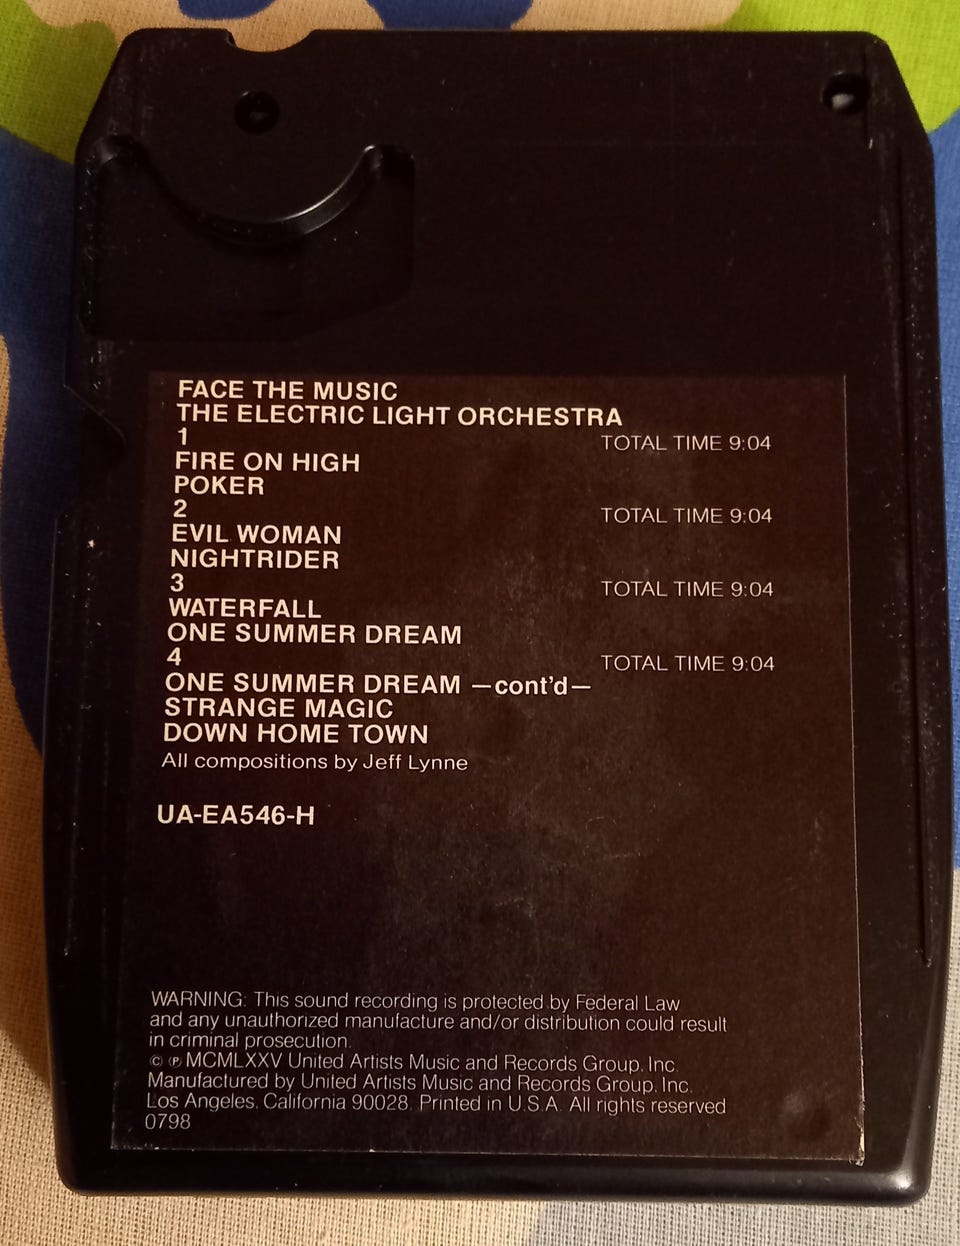 FACE THE MUSIC
THE ELECTRIC LIGHT ORCHESTRA
1 TOTAL TIME 9:04
FIRE ON HIGH
POKER
2 TOTAL TIME 9:04
EVIL WOMAN
NIGHTRIDER
3 TOTAL TIME 9:04
WATERFALL
ONE SUMMER DREAM
4 TOTAL TIME 9:04
ONE SUMMER DREAM —cont'd—
STRANGE MAGIC
DOWN HOME TOWN
All compositions by Jeff Lynne
UA-EA546-H
WARNING: This sound recording is protected by Federal Law
and any unauthorized manufacture and/or distribution could result
in criminal prosecution.
© ℗ MCMLXXV United Artists Music and Records Group, Inc.
Manufactured by United Artists Music and Records Group, Inc.
Los Angeles, California 90028. Printed in U.S.A. All rights reserved
0798